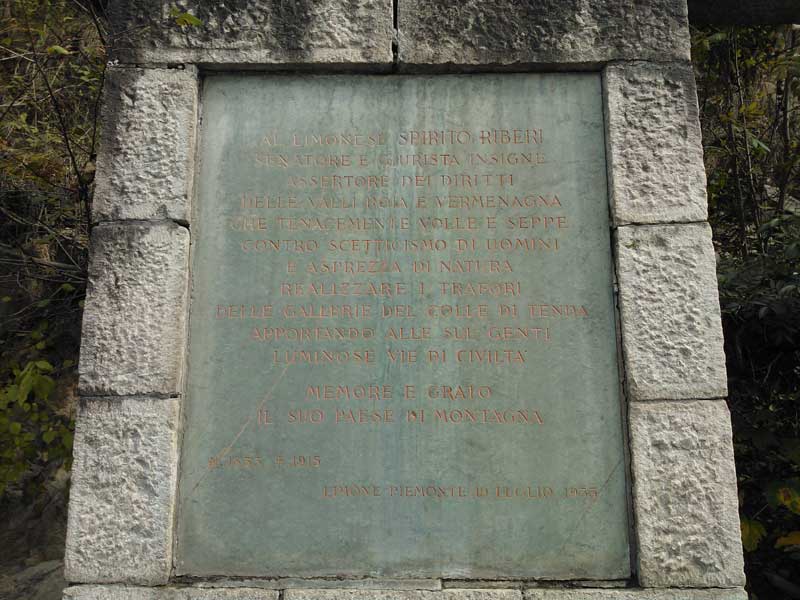 AL LIMONESE SPIRITO RIBERI
SENATORE E GIURISTA INSIGNE
ASSERTORE DEI DIRITTI
DELLE VALLI ROIA E VERMENAGNA
CHE TENACEMENTE VOLLE E SEPPE
CONTRO SCETTICISMO DI UOMINI
E ASPREZZA DI NATURA
REALIZZARE I TRAFORI
DELLE GALLERIE DEL COLLE DI TENDA
APPORTANDO ALLE SUE GENTI
LUMINOSE VIE DI CIVILTA'
MEMORE E GRATO
IL SUO PAESE DI MONTAGNA
1915
LIMONE PIEMONTE 10 LUGLIO